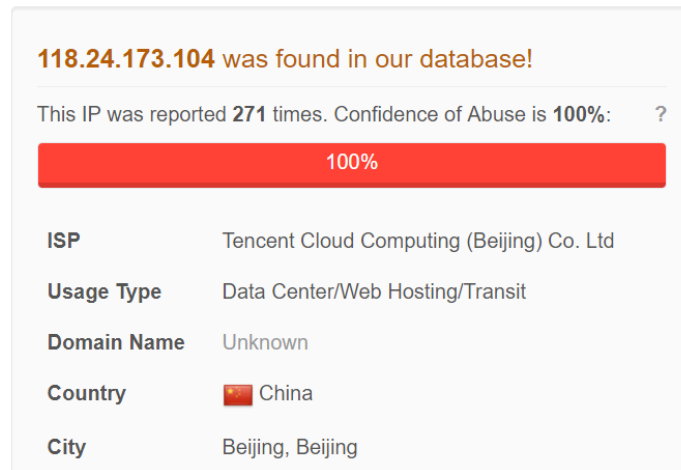 118.24.173.104 was found in our database!
This IP was reported 271 times. Confidence of Abuse is 100%: ?
100%
ISP Tencent Cloud Computing (Beijing) Co. Ltd
Usage Type Data Center/Web Hosting/Transit
Domain Name Unknown
Country China
City Beijing, Beijing